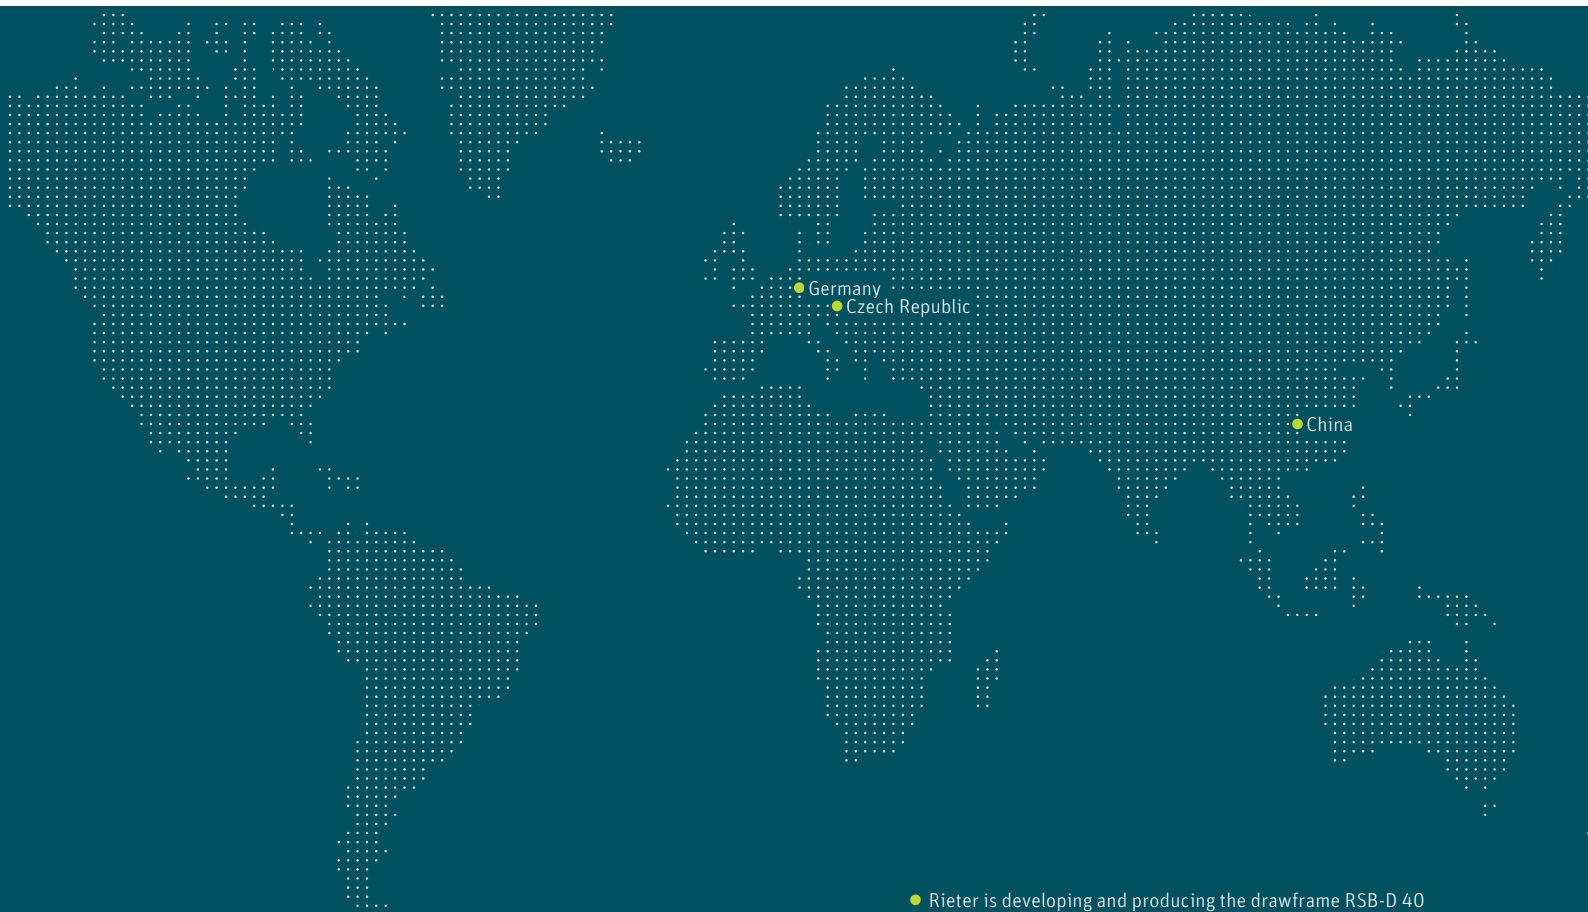 Germany
Czech Republic
China
Rieter is developing and producing the drawframe RSB-D 40